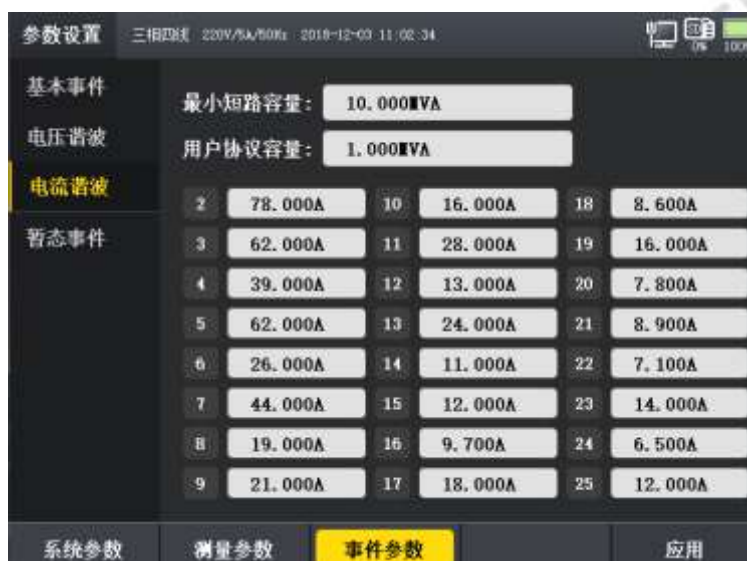 参数设置 三相四线 220V/5A/50Hz 2018-12-03 11:02:34 0% 100%
基本事件
电压谐波
电流谐波
暂态事件
最小短路容量: 10.000MVA
用户协议容量: 1.000MVA
2 78.000A 10 16.000A 18 8.600A
3 62.000A 11 28.000A 19 16.000A
4 39.000A 12 13.000A 20 7.800A
5 62.000A 13 24.000A 21 8.900A
6 26.000A 14 11.000A 22 7.100A
7 44.000A 15 12.000A 23 14.000A
8 19.000A 16 9.700A 24 6.500A
9 21.000A 17 18.000A 25 12.000A
系统参数 测量参数 事件参数 应用